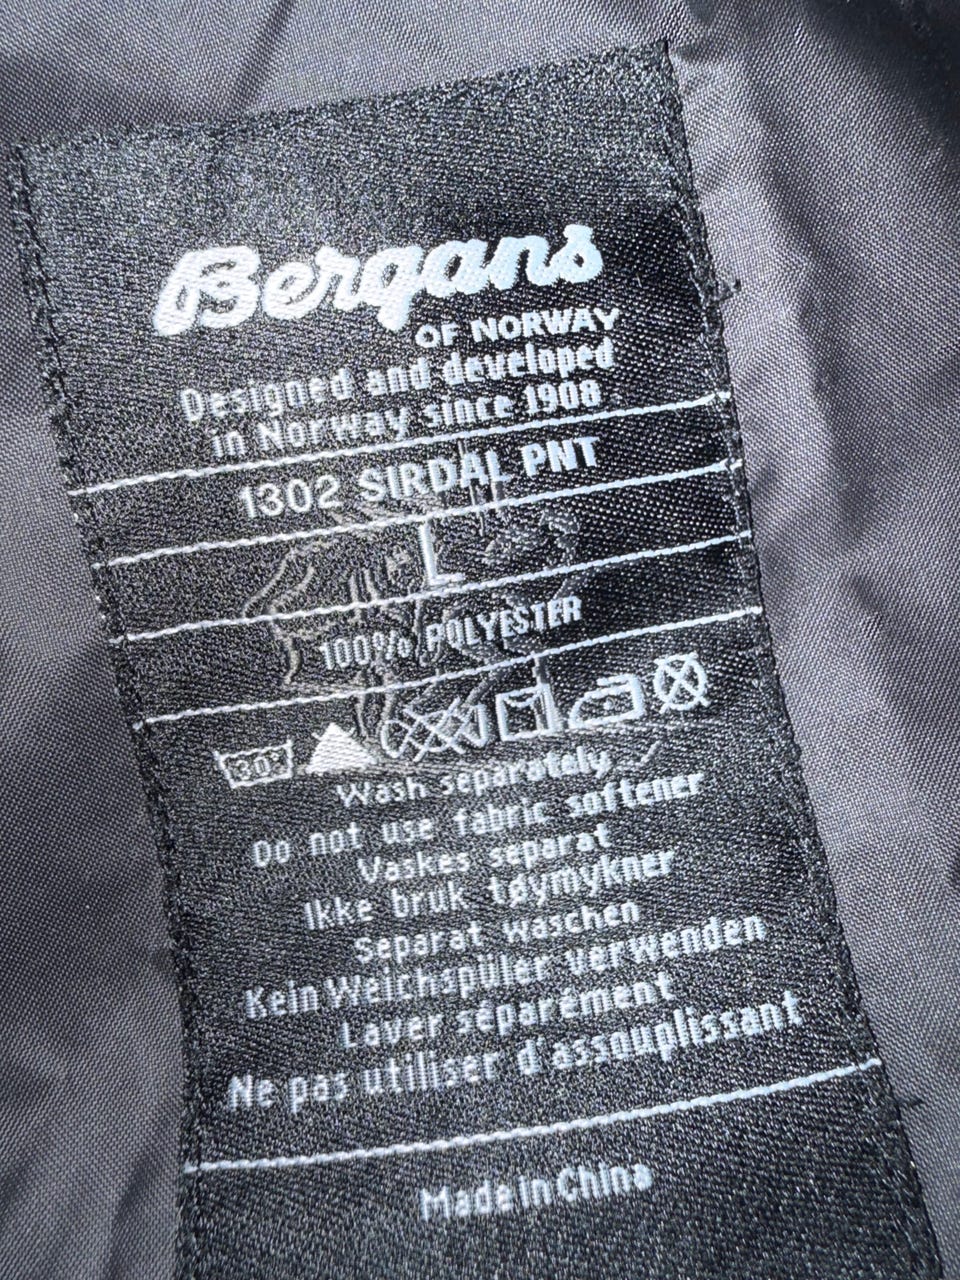 Bergans
OF NORWAY
Designed and developed
in Norway since 1908
1302 SIRDAL PNT
L
100% POLYESTER
30°
Wash separately
Do not use fabric softener
Vaskes separat
Ikke bruk tøymykner
Separat waschen
Kein Weichspüler verwenden
Laver séparément
Ne pas utiliser d'assouplissant
Made in China